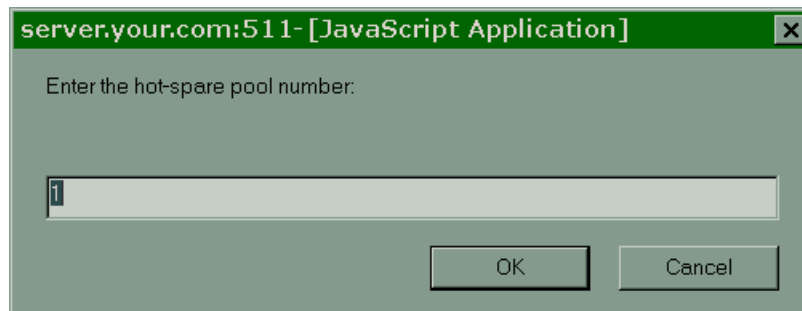 server.your.com:511-[JavaScript Application]
Enter the hot-spare pool number:
1
OK
Cancel